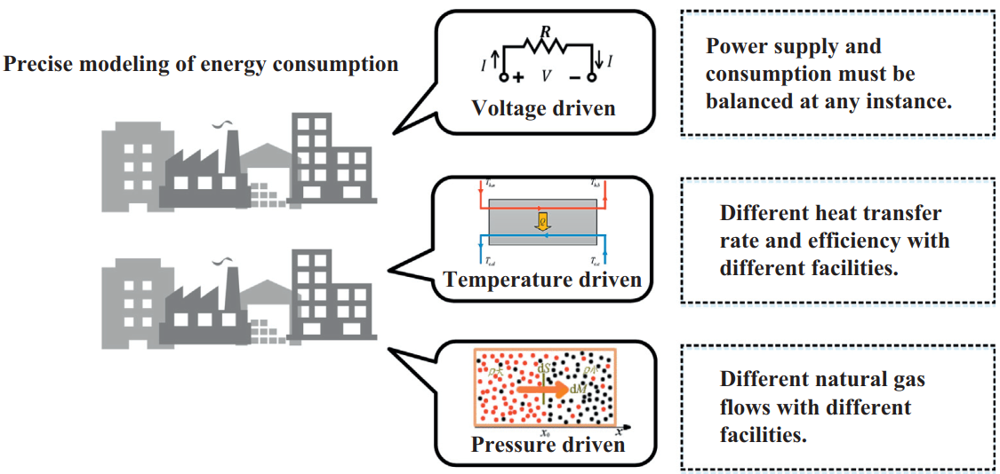 Precise modeling of energy consumption
R
I
I
+ V −
Voltage driven
Power supply and
consumption must be
balanced at any instance.
Q
Temperature driven
Different heat transfer
rate and efficiency with
different facilities.
dS
dM
x₀
x
Pressure driven
Different natural gas
flows with different
facilities.